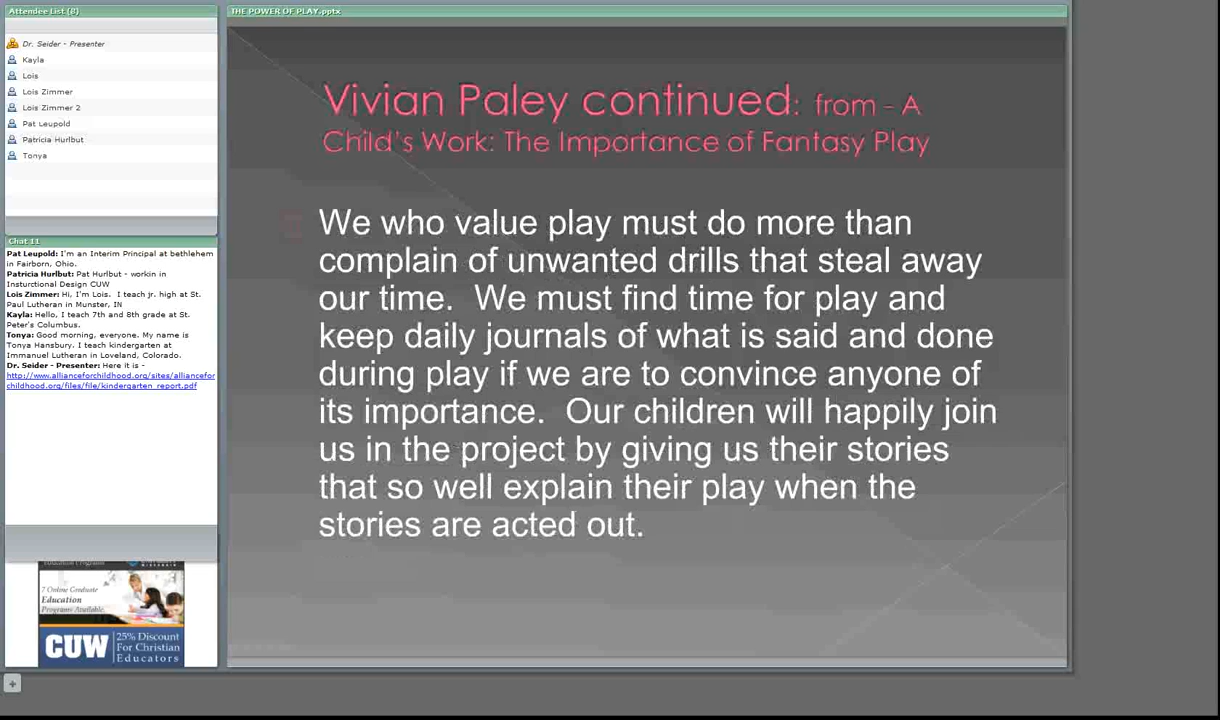 Attendee List (8)
Dr. Seider - Presenter
Kayla
Lois
Lois Zimmer
Lois Zimmer 2
Pat Leupold
Patricia Hurlbut
Tonya
Chat 11
Pat Leupold: I'm an Interim Principal at bethlehem
in Fairborn, Ohio.
Patricia Hurlbut: Pat Hurlbut - workin in
Insturctional Design CUW
Lois Zimmer: Hi, I'm Lois.  I teach jr. high at St.
Paul Lutheran in Munster, IN
Kayla: Hello, I teach 7th and 8th grade at St.
Peter's Columbus.
Tonya: Good morning, everyone. My name is
Tonya Hansbury. I teach kindergarten at
Immanuel Lutheran in Loveland, Colorado.
Dr. Seider - Presenter: Here it is -
http://www.allianceforchildhood.org/sites/alliancefor
childhood.org/files/file/kindergarten_report.pdf
Education Programs
7 Online Graduate
Education
Programs Available.
CUW
25% Discount
For Christian
Educators
THE POWER OF PLAY.pptx
Vivian Paley continued: from - A
Child's Work: The Importance of Fantasy Play
We who value play must do more than
complain of unwanted drills that steal away
our time.  We must find time for play and
keep daily journals of what is said and done
during play if we are to convince anyone of
its importance.  Our children will happily join
us in the project by giving us their stories
that so well explain their play when the
stories are acted out.